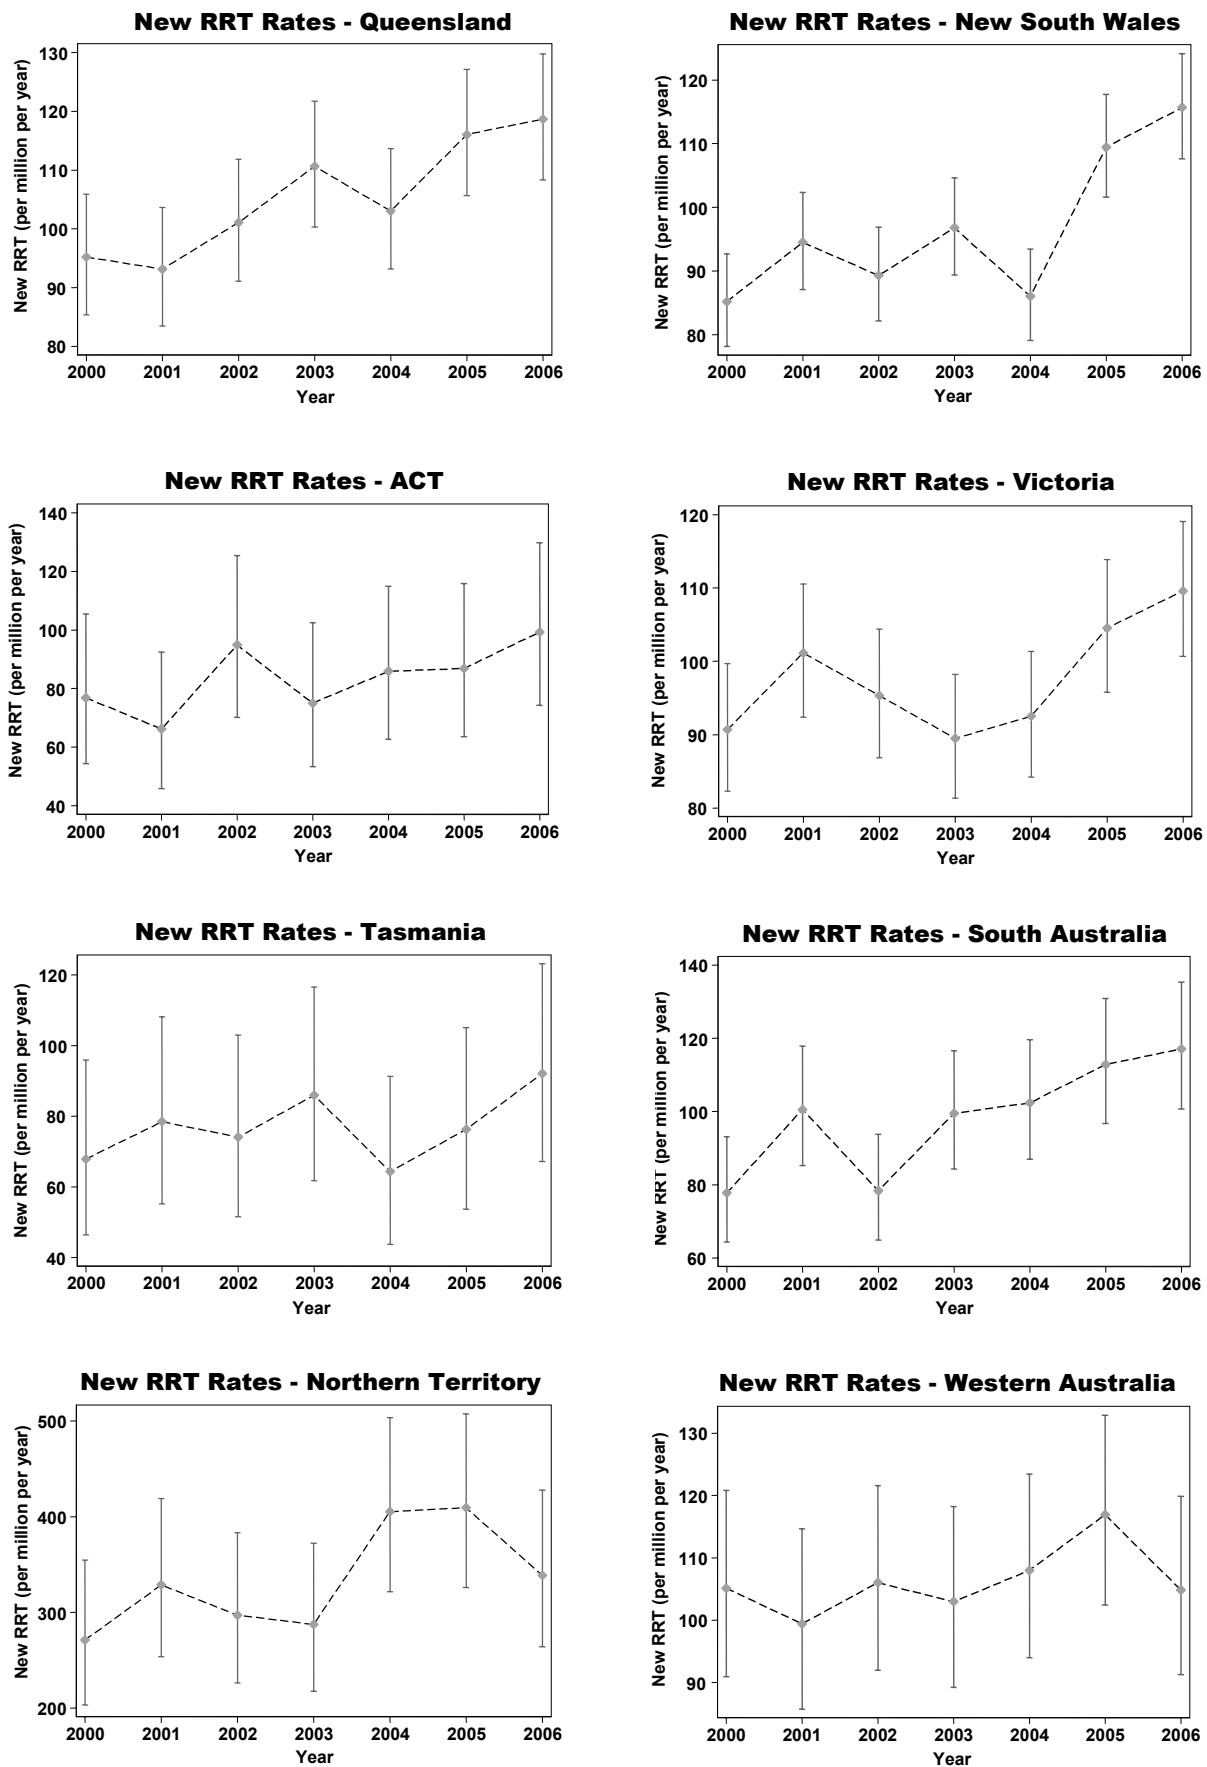 New RRT Rates - Queensland
New RRT (per million per year)
130
120
110
100
90
80
2000 2001 2002 2003 2004 2005 2006
Year
New RRT Rates - New South Wales
New RRT (per million per year)
120
110
100
90
80
2000 2001 2002 2003 2004 2005 2006
Year
New RRT Rates - ACT
New RRT (per million per year)
140
120
100
80
60
40
2000 2001 2002 2003 2004 2005 2006
Year
New RRT Rates - Victoria
New RRT (per million per year)
120
110
100
90
80
2000 2001 2002 2003 2004 2005 2006
Year
New RRT Rates - Tasmania
New RRT (per million per year)
120
100
80
60
40
2000 2001 2002 2003 2004 2005 2006
Year
New RRT Rates - South Australia
New RRT (per million per year)
140
120
100
80
60
2000 2001 2002 2003 2004 2005 2006
Year
New RRT Rates - Northern Territory
New RRT (per million per year)
500
400
300
200
2000 2001 2002 2003 2004 2005 2006
Year
New RRT Rates - Western Australia
New RRT (per million per year)
130
120
110
100
90
2000 2001 2002 2003 2004 2005 2006
Year